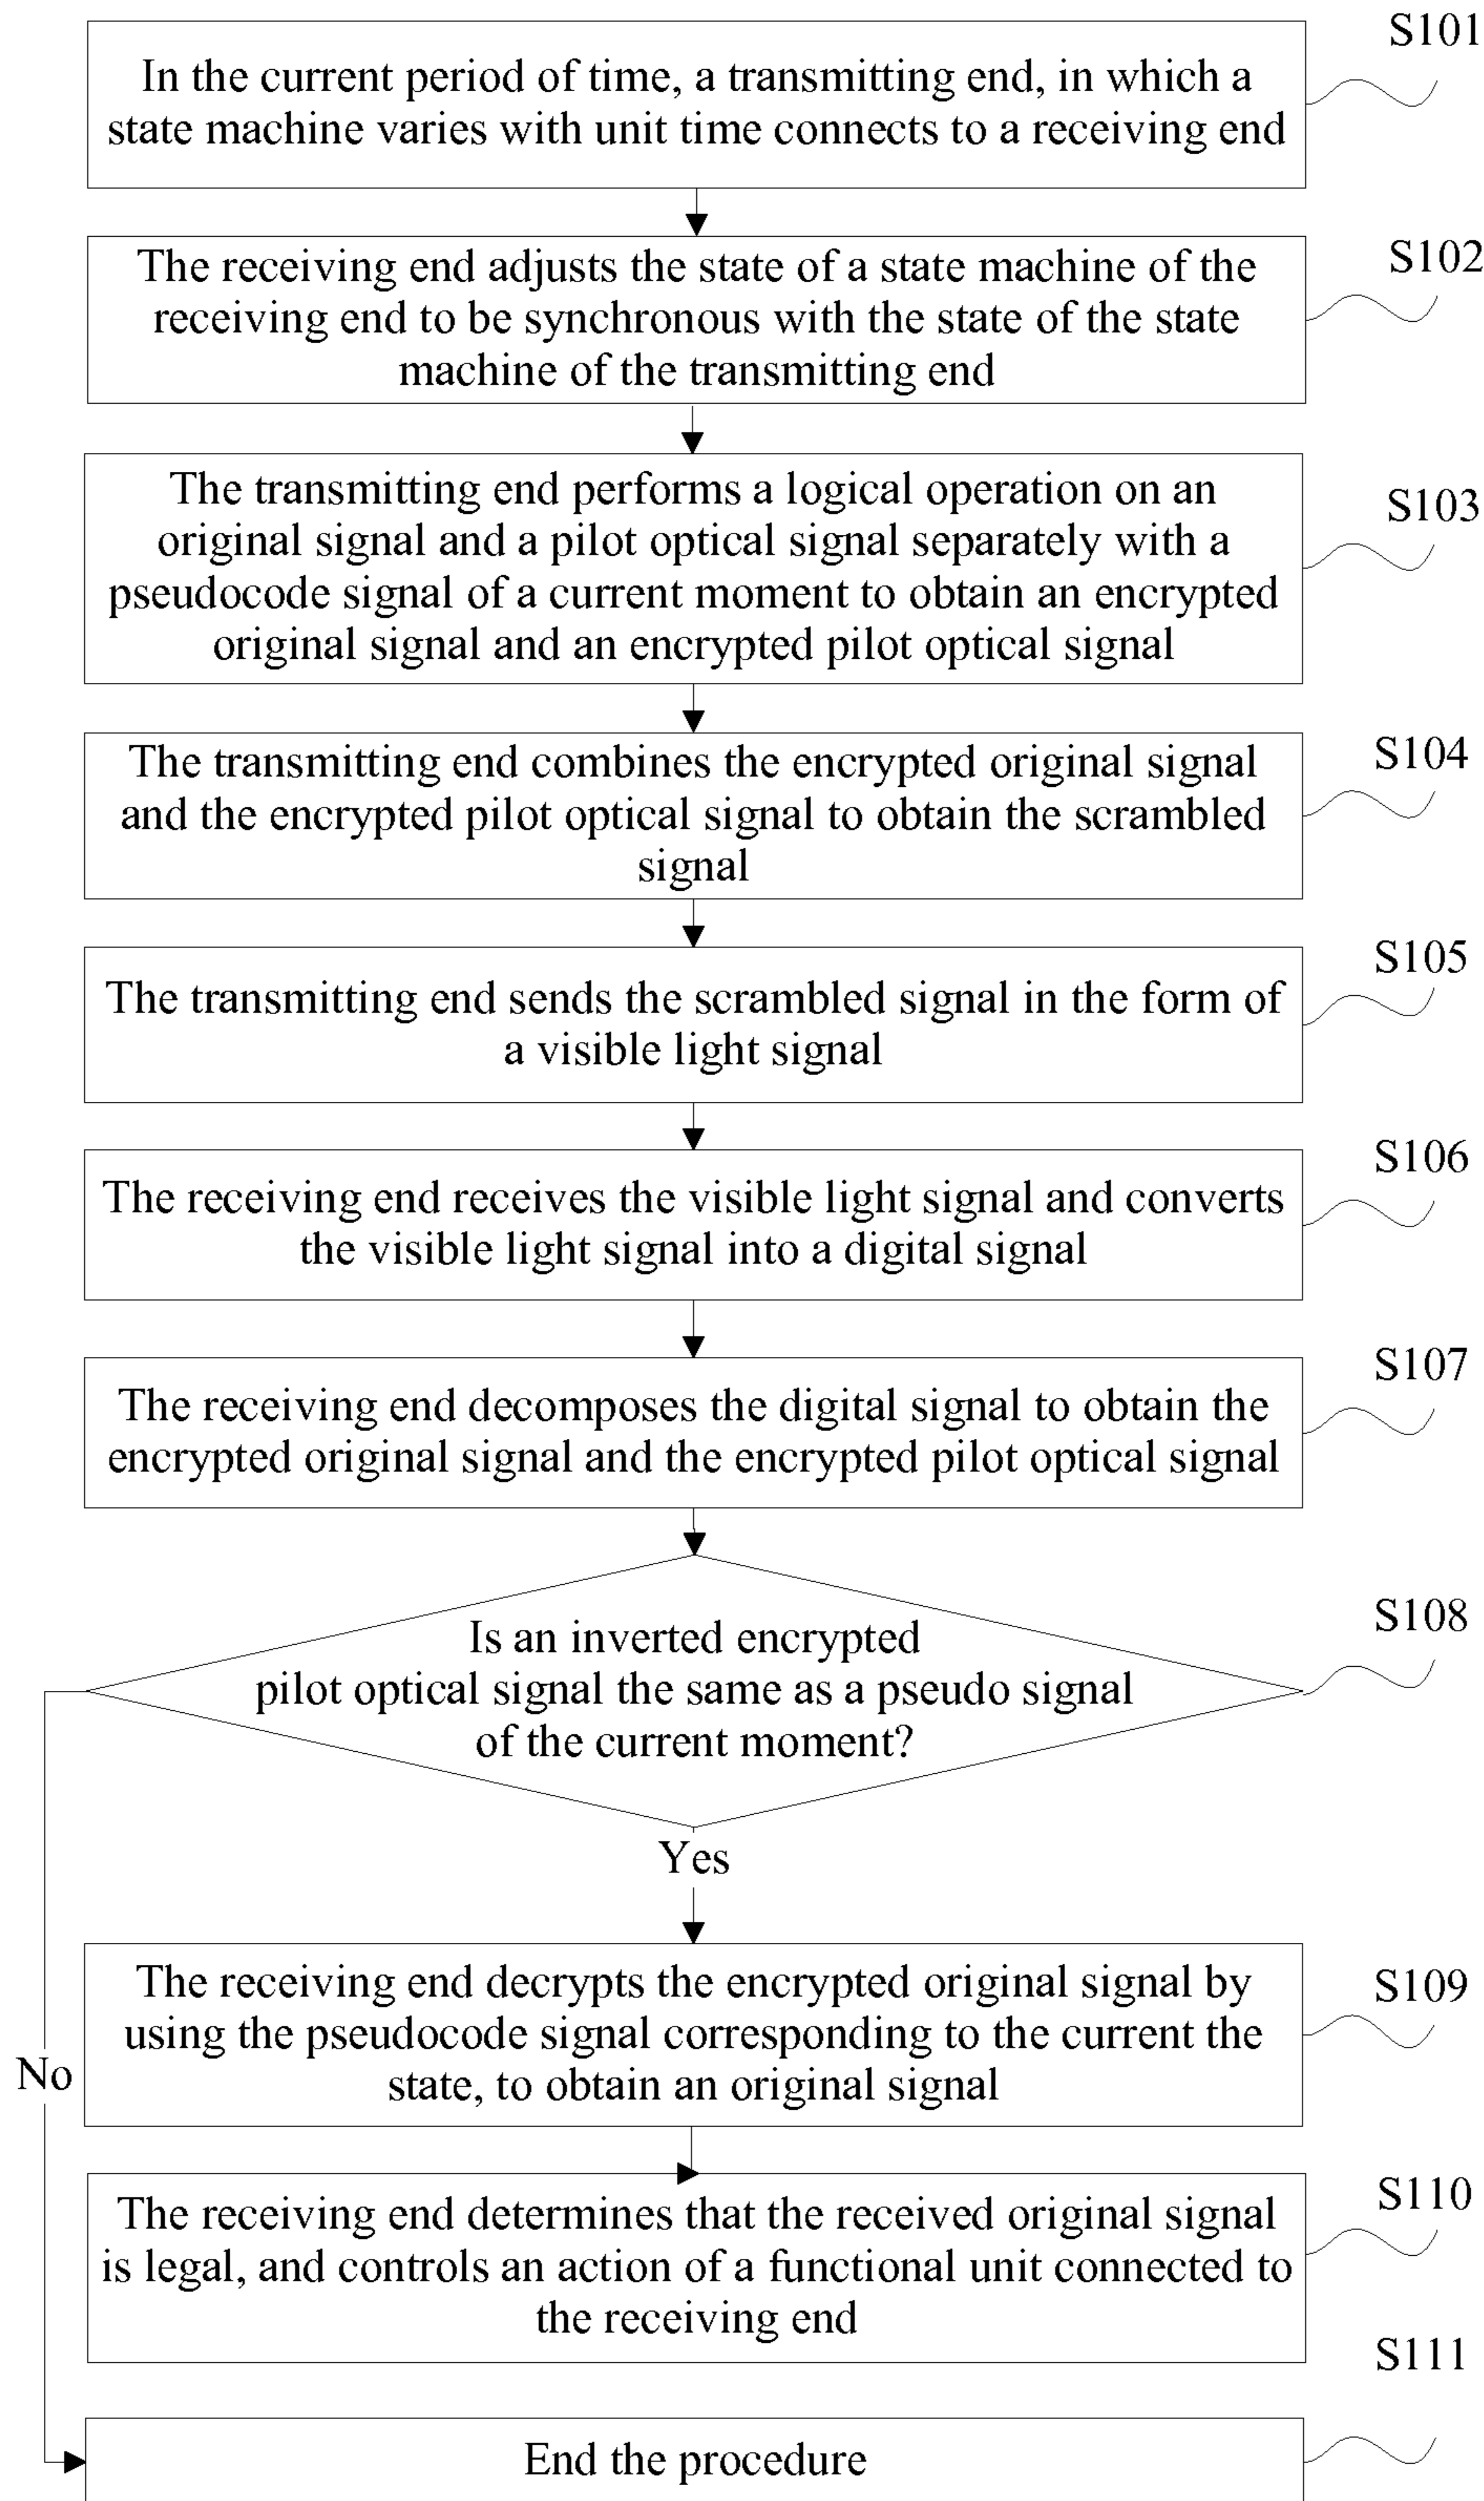 S101
In the current period of time, a transmitting end, in which a
state machine varies with unit time connects to a receiving end
S102
The receiving end adjusts the state of a state machine of the
receiving end to be synchronous with the state of the state
machine of the transmitting end
S103
The transmitting end performs a logical operation on an
original signal and a pilot optical signal separately with a
pseudocode signal of a current moment to obtain an encrypted
original signal and an encrypted pilot optical signal
S104
The transmitting end combines the encrypted original signal
and the encrypted pilot optical signal to obtain the scrambled
signal
S105
The transmitting end sends the scrambled signal in the form of
a visible light signal
S106
The receiving end receives the visible light signal and converts
the visible light signal into a digital signal
S107
The receiving end decomposes the digital signal to obtain the
encrypted original signal and the encrypted pilot optical signal
S108
Is an inverted encrypted
pilot optical signal the same as a pseudo signal
of the current moment?
Yes
S109
The receiving end decrypts the encrypted original signal by
using the pseudocode signal corresponding to the current the
state, to obtain an original signal
No
S110
The receiving end determines that the received original signal
is legal, and controls an action of a functional unit connected to
the receiving end
S111
End the procedure